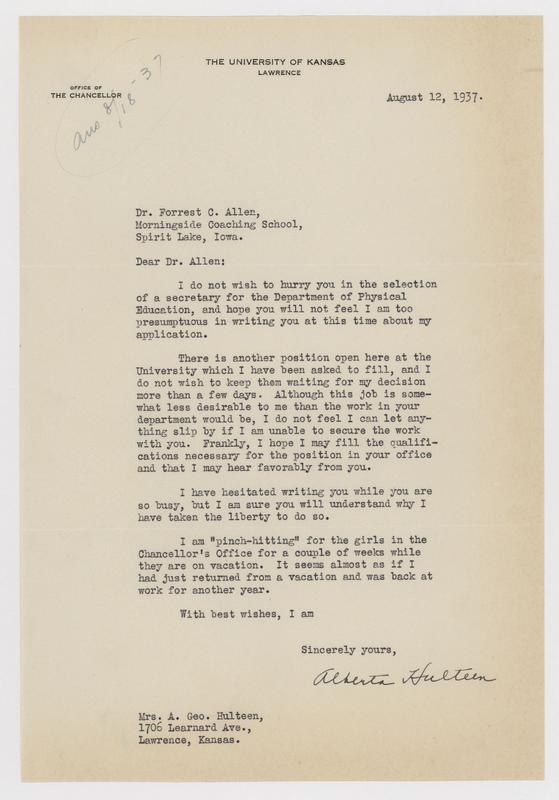 THE UNIVERSITY OF KANSAS
LAWRENCE
OFFICE OF
THE CHANCELLOR
ans 8/18-37
August 12, 1937.
Dr. Forrest C. Allen,
Morningside Coaching School,
Spirit Lake, Iowa.
Dear Dr. Allen:
I do not wish to hurry you in the selection
of a secretary for the Department of Physical
Education, and hope you will not feel I am too
presumptuous in writing you at this time about my
application.
There is another position open here at the
University which I have been asked to fill, and I
do not wish to keep them waiting for my decision
more than a few days. Although this job is some-
what less desirable to me than the work in your
department would be, I do not feel I can let any-
thing slip by if I am unable to secure the work
with you. Frankly, I hope I may fill the qualifi-
cations necessary for the position in your office
and that I may hear favorably from you.
I have hesitated writing you while you are
so busy, but I am sure you will understand why I
have taken the liberty to do so.
I am "pinch-hitting" for the girls in the
Chancellor's Office for a couple of weeks while
they are on vacation. It seems almost as if I
had just returned from a vacation and was back at
work for another year.
With best wishes, I am
Sincerely yours,
Alberta Hulteen
Mrs. A. Geo. Hulteen,
1706 Learnard Ave.,
Lawrence, Kansas.